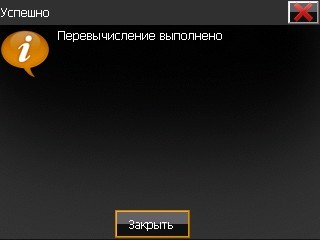 Успешно
Перевычисление выполнено
Закрыть